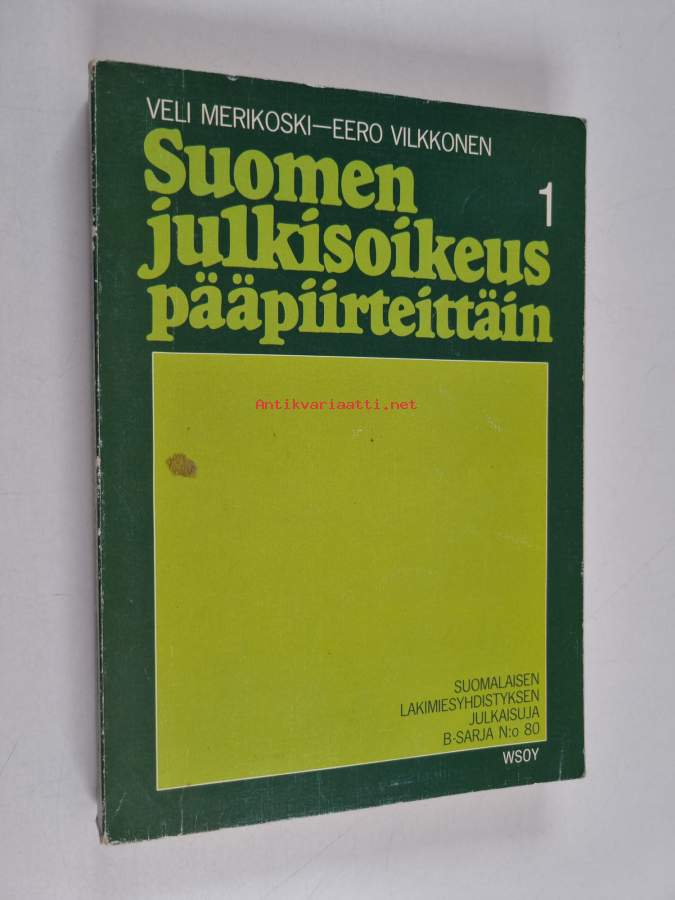 VELI MERIKOSKI—EERO VILKKONEN
Suomen
julkisoikeus
pääpiirteittäin
1
Antikvariaatti.net
SUOMALAISEN
LAKIMIESYHDISTYKSEN
JULKAISUJA
B-SARJA N:o 80
WSOY